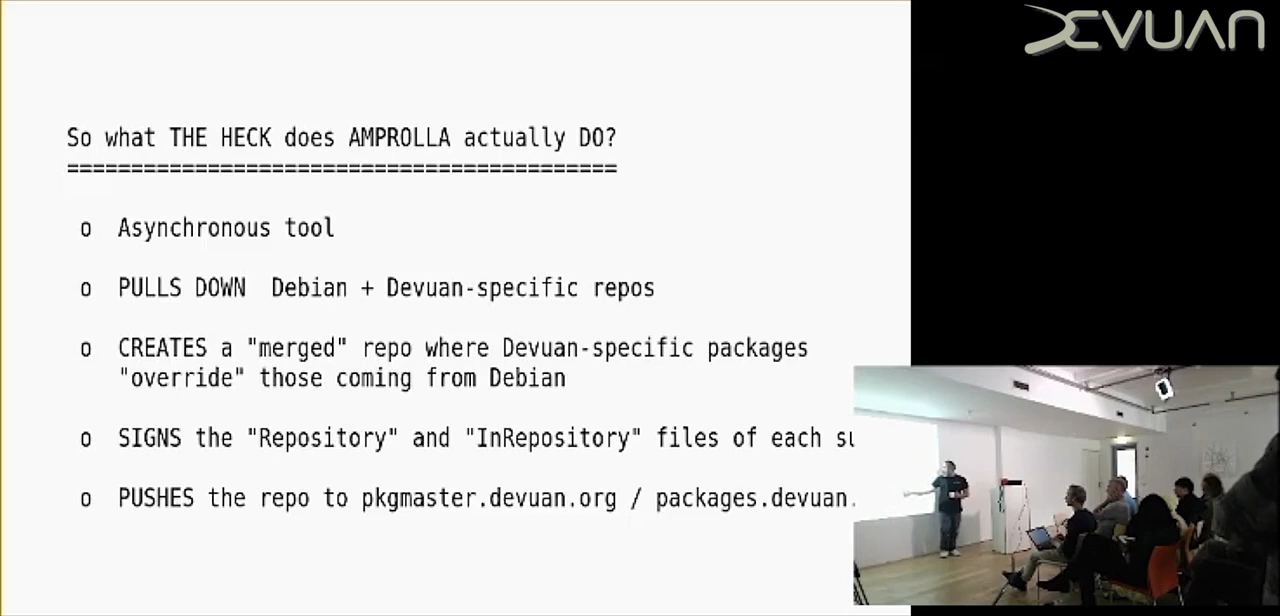 DEVUAN
So what THE HECK does AMPROLLA actually DO?
===========================================
o Asynchronous tool
o PULLS DOWN Debian + Devuan-specific repos
o CREATES a "merged" repo where Devuan-specific packages
"override" those coming from Debian
o SIGNS the "Repository" and "InRepository" files of each su
o PUSHES the repo to pkgmaster.devuan.org / packages.devuan.